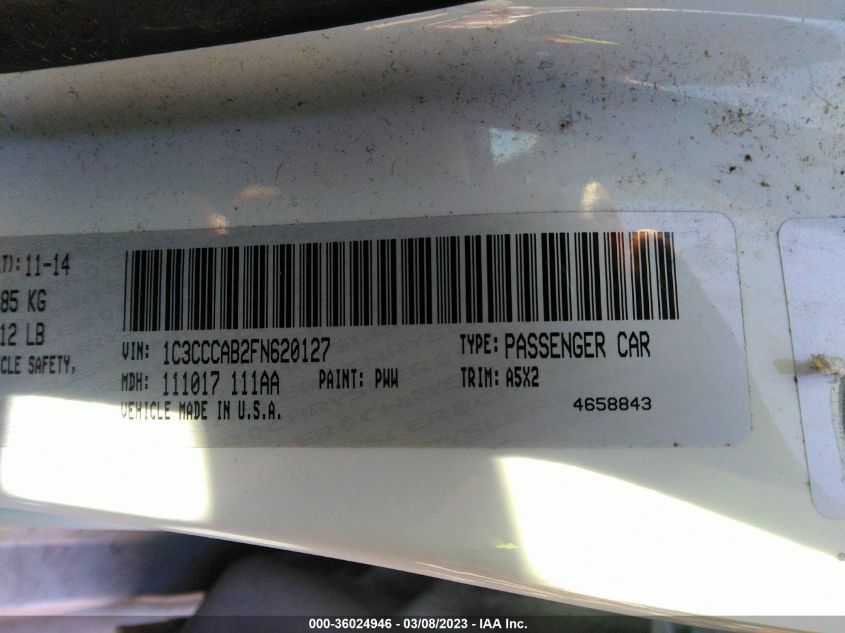 T): 11-14
85 KG
12 LB
CLE SAFETY,
VIN: 1C3CCCAB2FN620127
TYPE: PASSENGER CAR
MDH: 111017 111AA
PAINT: PWW
TRIM: A5X2
VEHICLE MADE IN U.S.A.
4658843
000-36024946 - 03/08/2023 - IAA Inc.